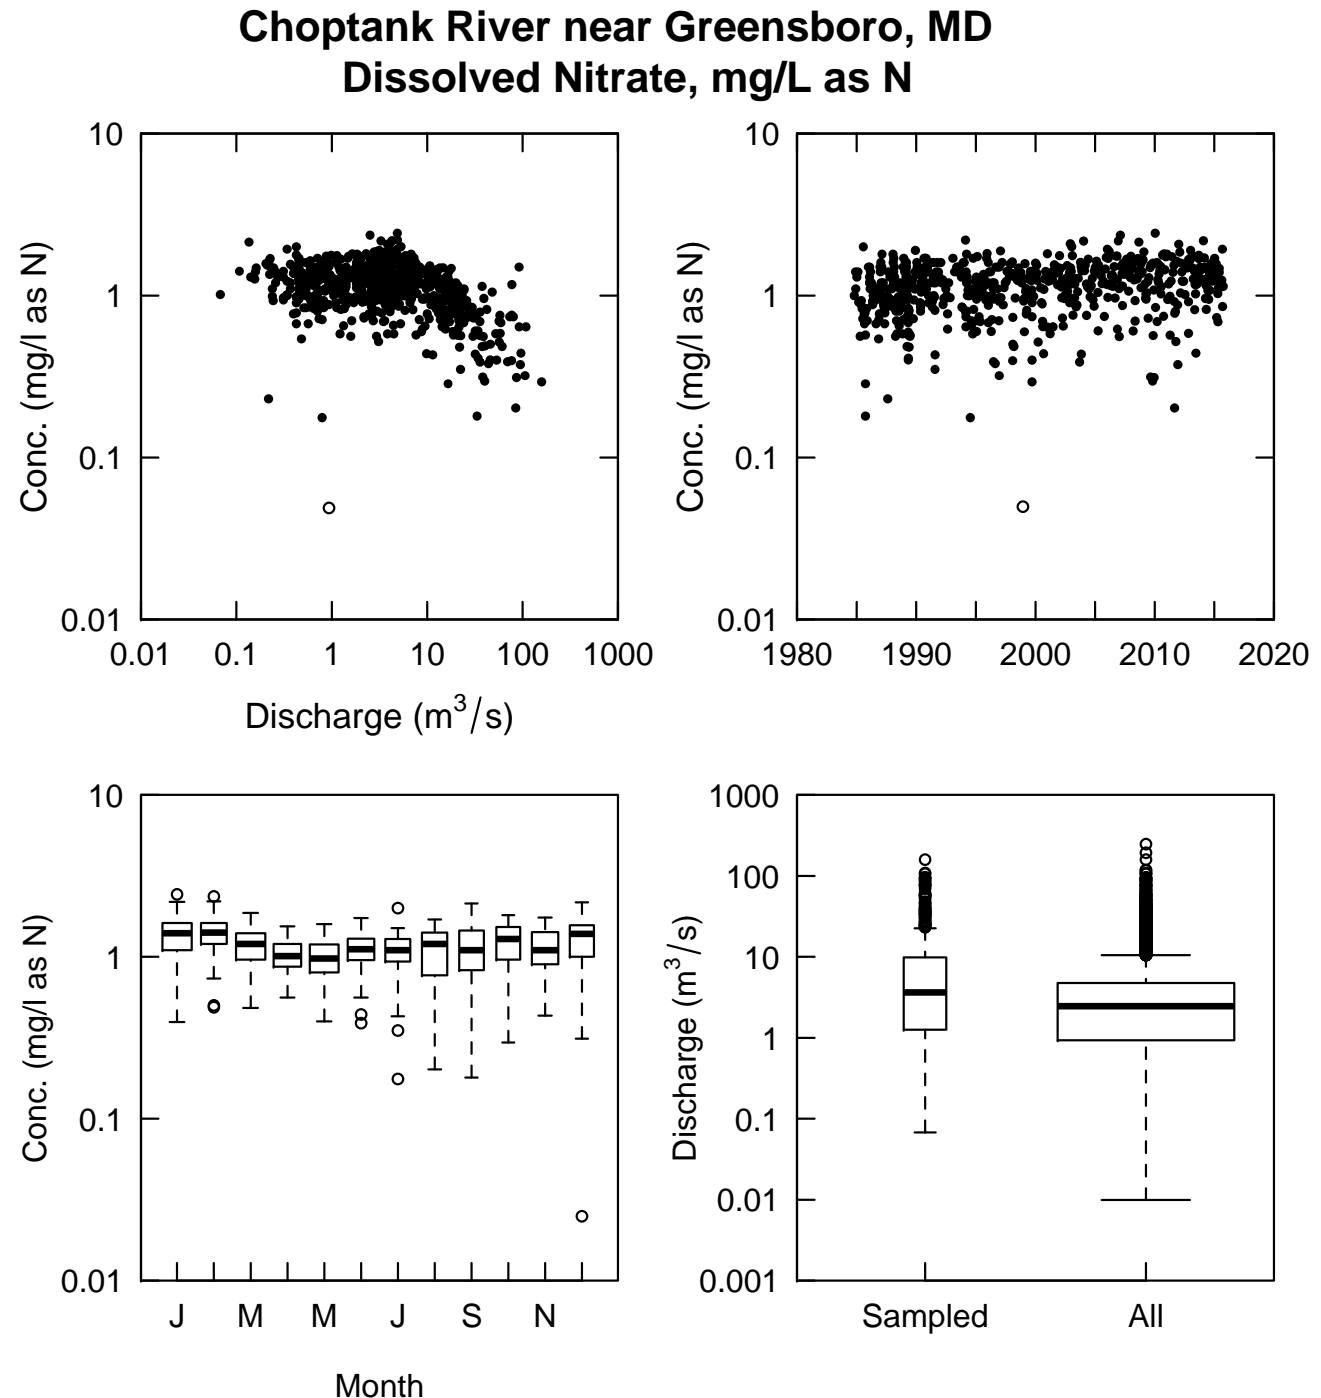 Choptank River near Greensboro, MD
Dissolved Nitrate, mg/L as N
10
1
0.1
0.01
Conc. (mg/l as N)
0.01 0.1 1 10 100 1000
Discharge (m³/s)
10
1
0.1
0.01
Conc. (mg/l as N)
1980 1990 2000 2010 2020
10
1
0.1
0.01
Conc. (mg/l as N)
J M M J S N
Month
1000
100
10
1
0.1
0.01
0.001
Discharge (m³/s)
Sampled All